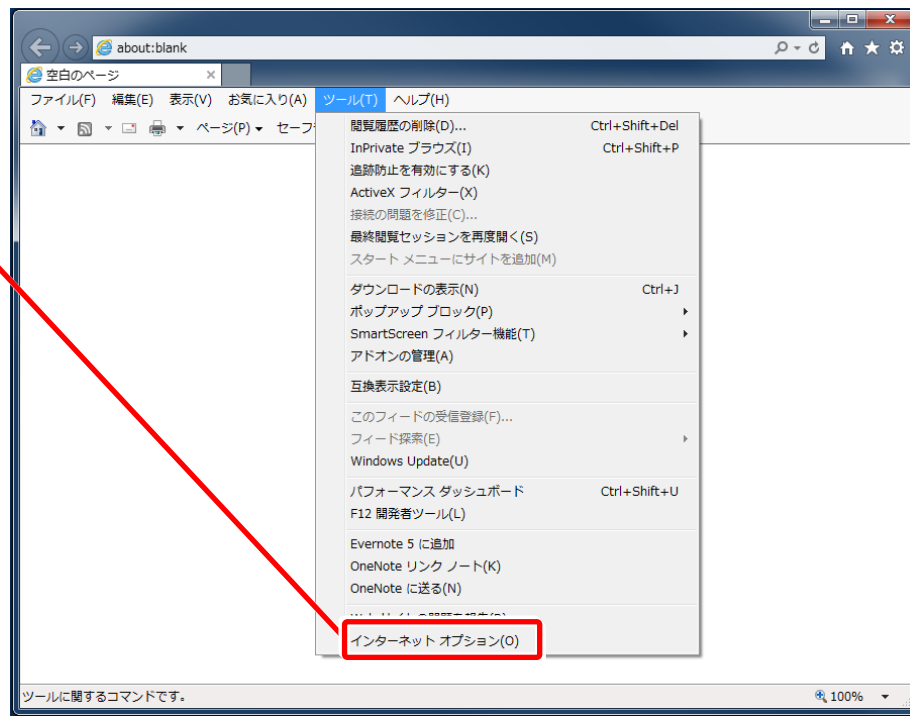 about:blank
空白のページ
ファイル(F) 編集(E) 表示(V) お気に入り(A) ツール(T) ヘルプ(H)
ページ(P) セーフ
閲覧履歴の削除(D)... Ctrl+Shift+Del
InPrivate ブラウズ(I) Ctrl+Shift+P
追跡防止を有効にする(K)
ActiveX フィルター(X)
接続の問題を修正(C)...
最終閲覧セッションを再度開く(S)
スタート メニューにサイトを追加(M)
ダウンロードの表示(N) Ctrl+J
ポップアップ ブロック(P)
SmartScreen フィルター機能(T)
アドオンの管理(A)
互換表示設定(B)
このフィードの受信登録(F)...
フィード探索(E)
Windows Update(U)
パフォーマンス ダッシュボード Ctrl+Shift+U
F12 開発者ツール(L)
Evernote 5 に追加
OneNote リンク ノート(K)
OneNote に送る(N)
インターネット オプション(O)
ツールに関するコマンドです。 100%